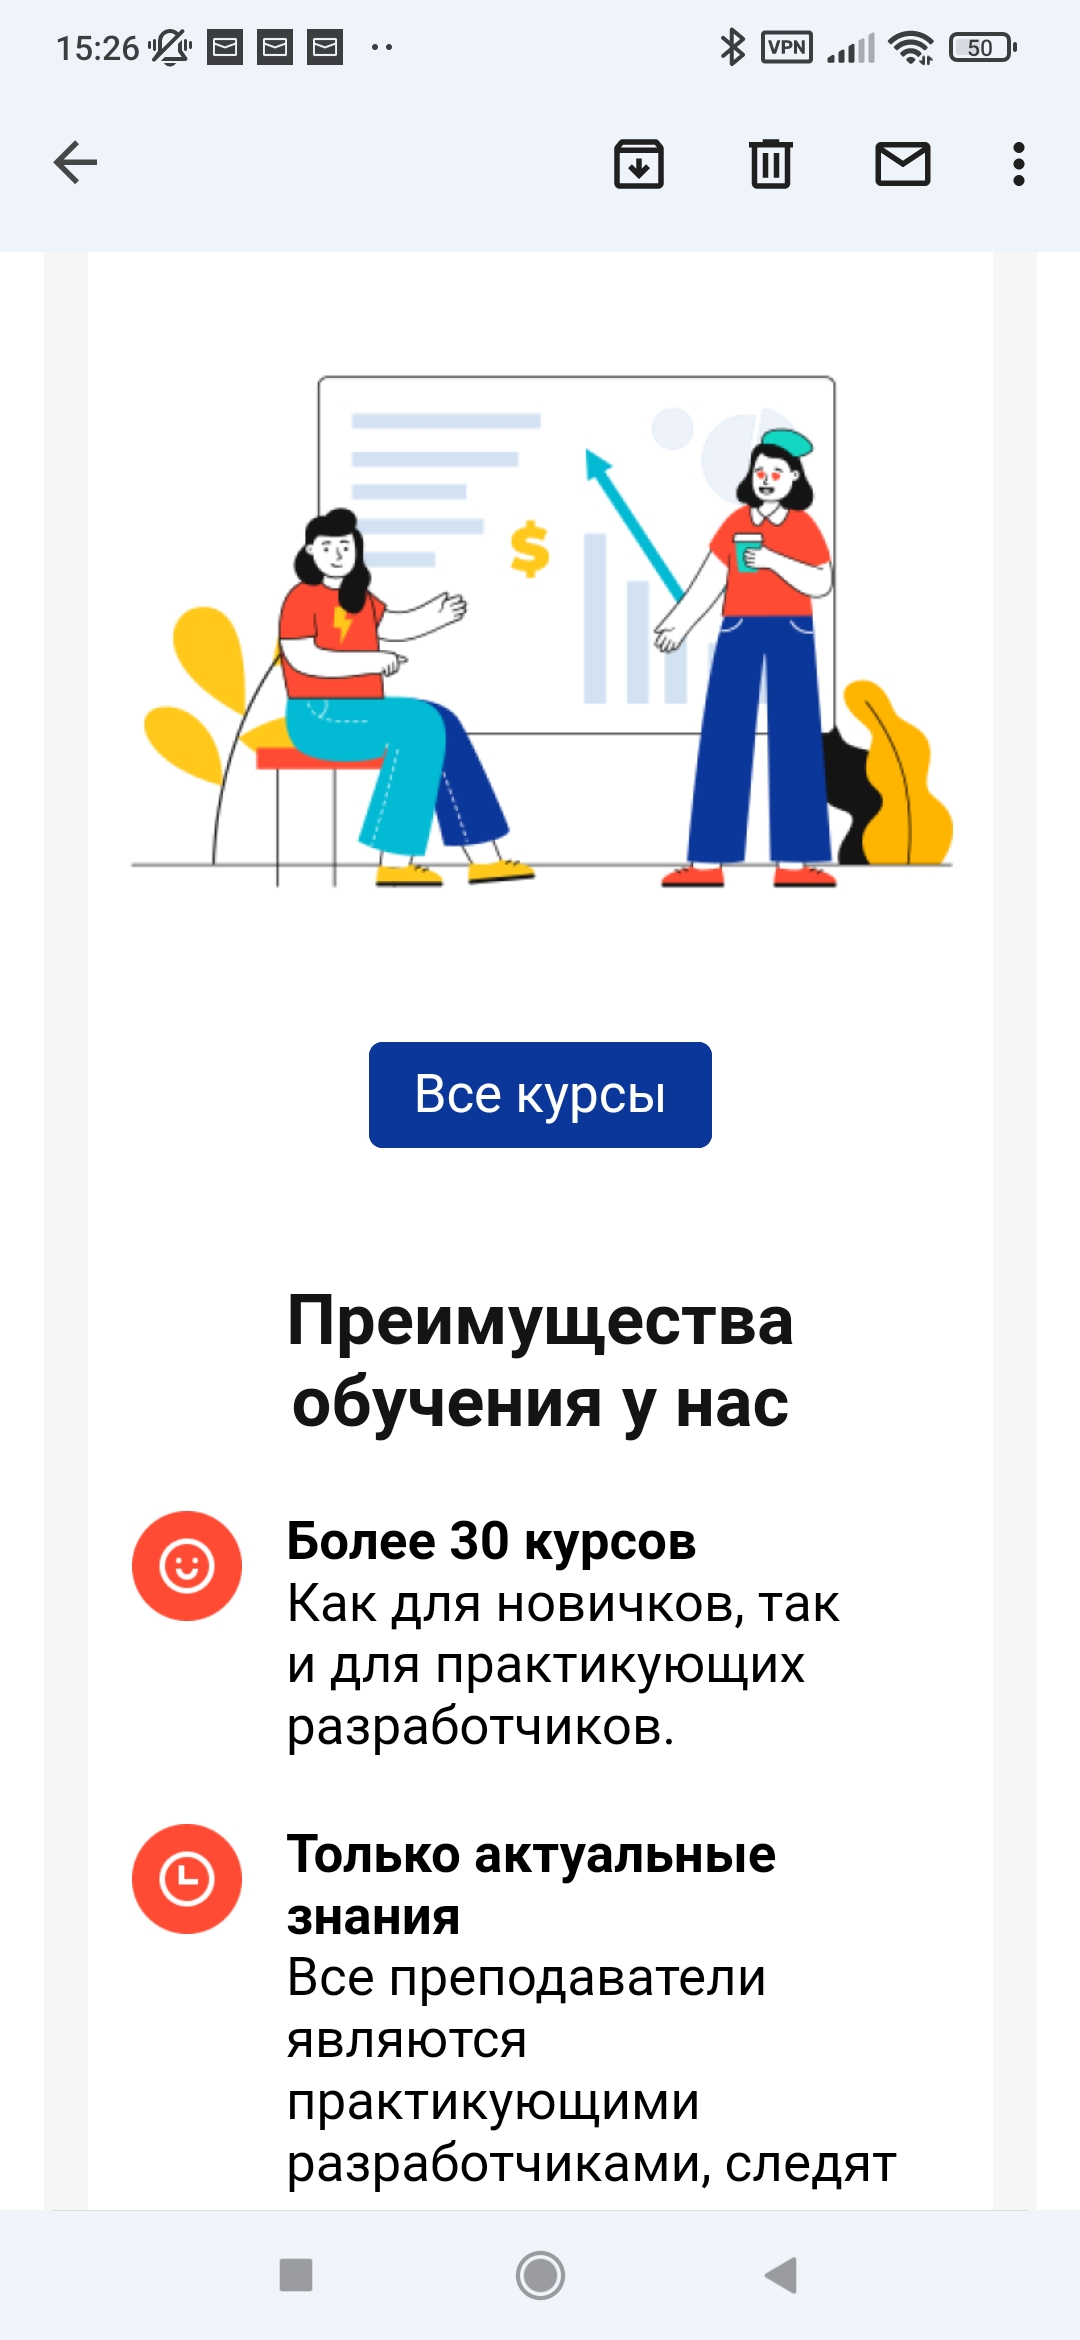 15:26
VPN
50
$
Все курсы
Преимущества
обучения у нас
Более 30 курсов
Как для новичков, так
и для практикующих
разработчиков.
Только актуальные
знания
Все преподаватели
являются
практикующими
разработчиками, следят